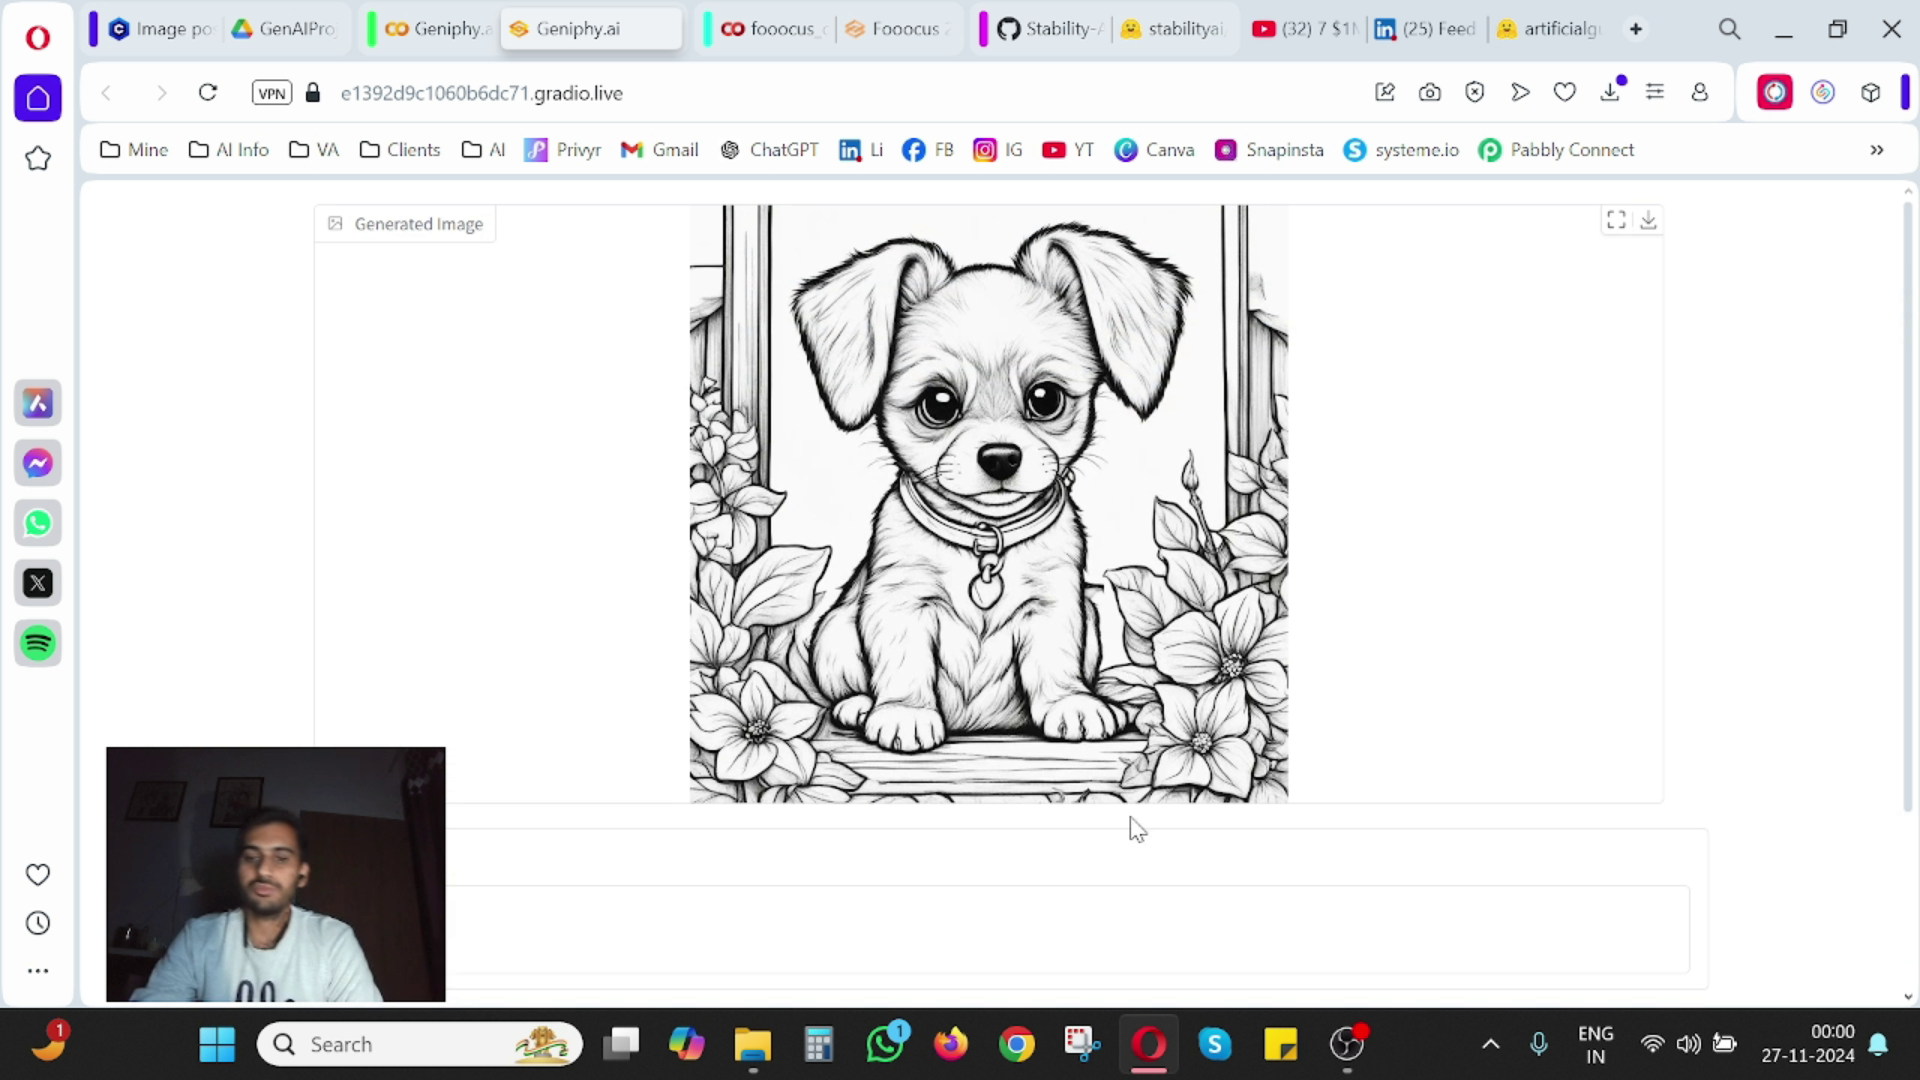 Image po
GenAIPro
Geniphy.a
Geniphy.ai
fooocus_c
Fooocus 2
Stability-A
stabilityai
(32) 7 $1
(25) Feed
artificialg
VPN
e1392d9c1060b6dc71.gradio.live
Mine
AI Info
VA
Clients
AI
Privyr
Gmail
ChatGPT
Li
FB
IG
YT
Canva
Snapinsta
systeme.io
Pabbly Connect
Generated Image
1
Search
1
ENG
IN
00:00
27-11-2024